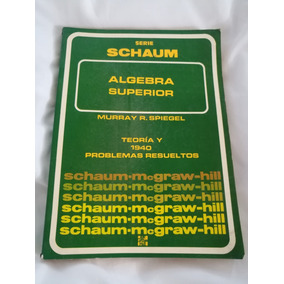 SERIE
SCHAUM
ALGEBRA
SUPERIOR
MURRAY R. SPIEGEL
TEORÍA Y
1940
PROBLEMAS RESUELTOS
schaum·mcgraw-hill
schaum·mcgraw-hill
schaum·mcgraw-hill
schaum·mcgraw-hill
schaum·mcgraw-hill
schaum·mcgraw-hill